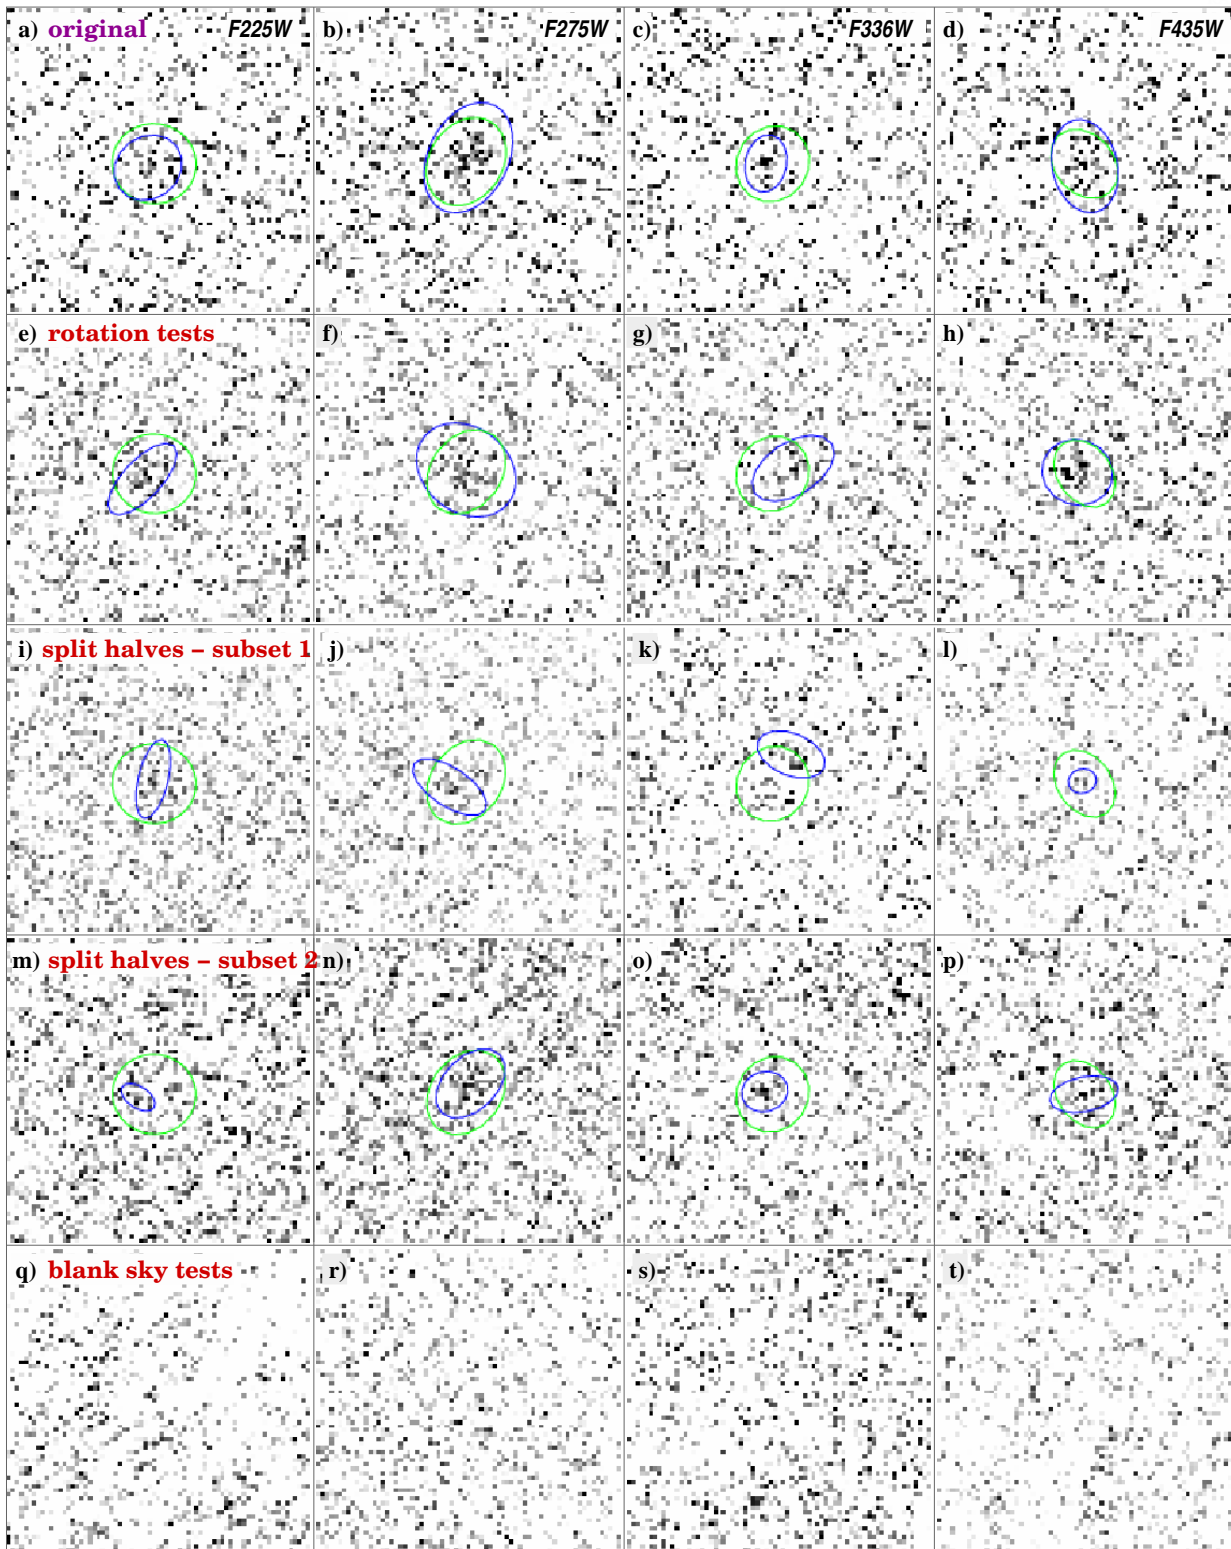 a) original F225W b) F275W c) F336W d) F435W
e) rotation tests f) g) h)
i) split halves – subset 1 j) k) l)
m) split halves – subset 2 n) o) p)
q) blank sky tests r) s) t)